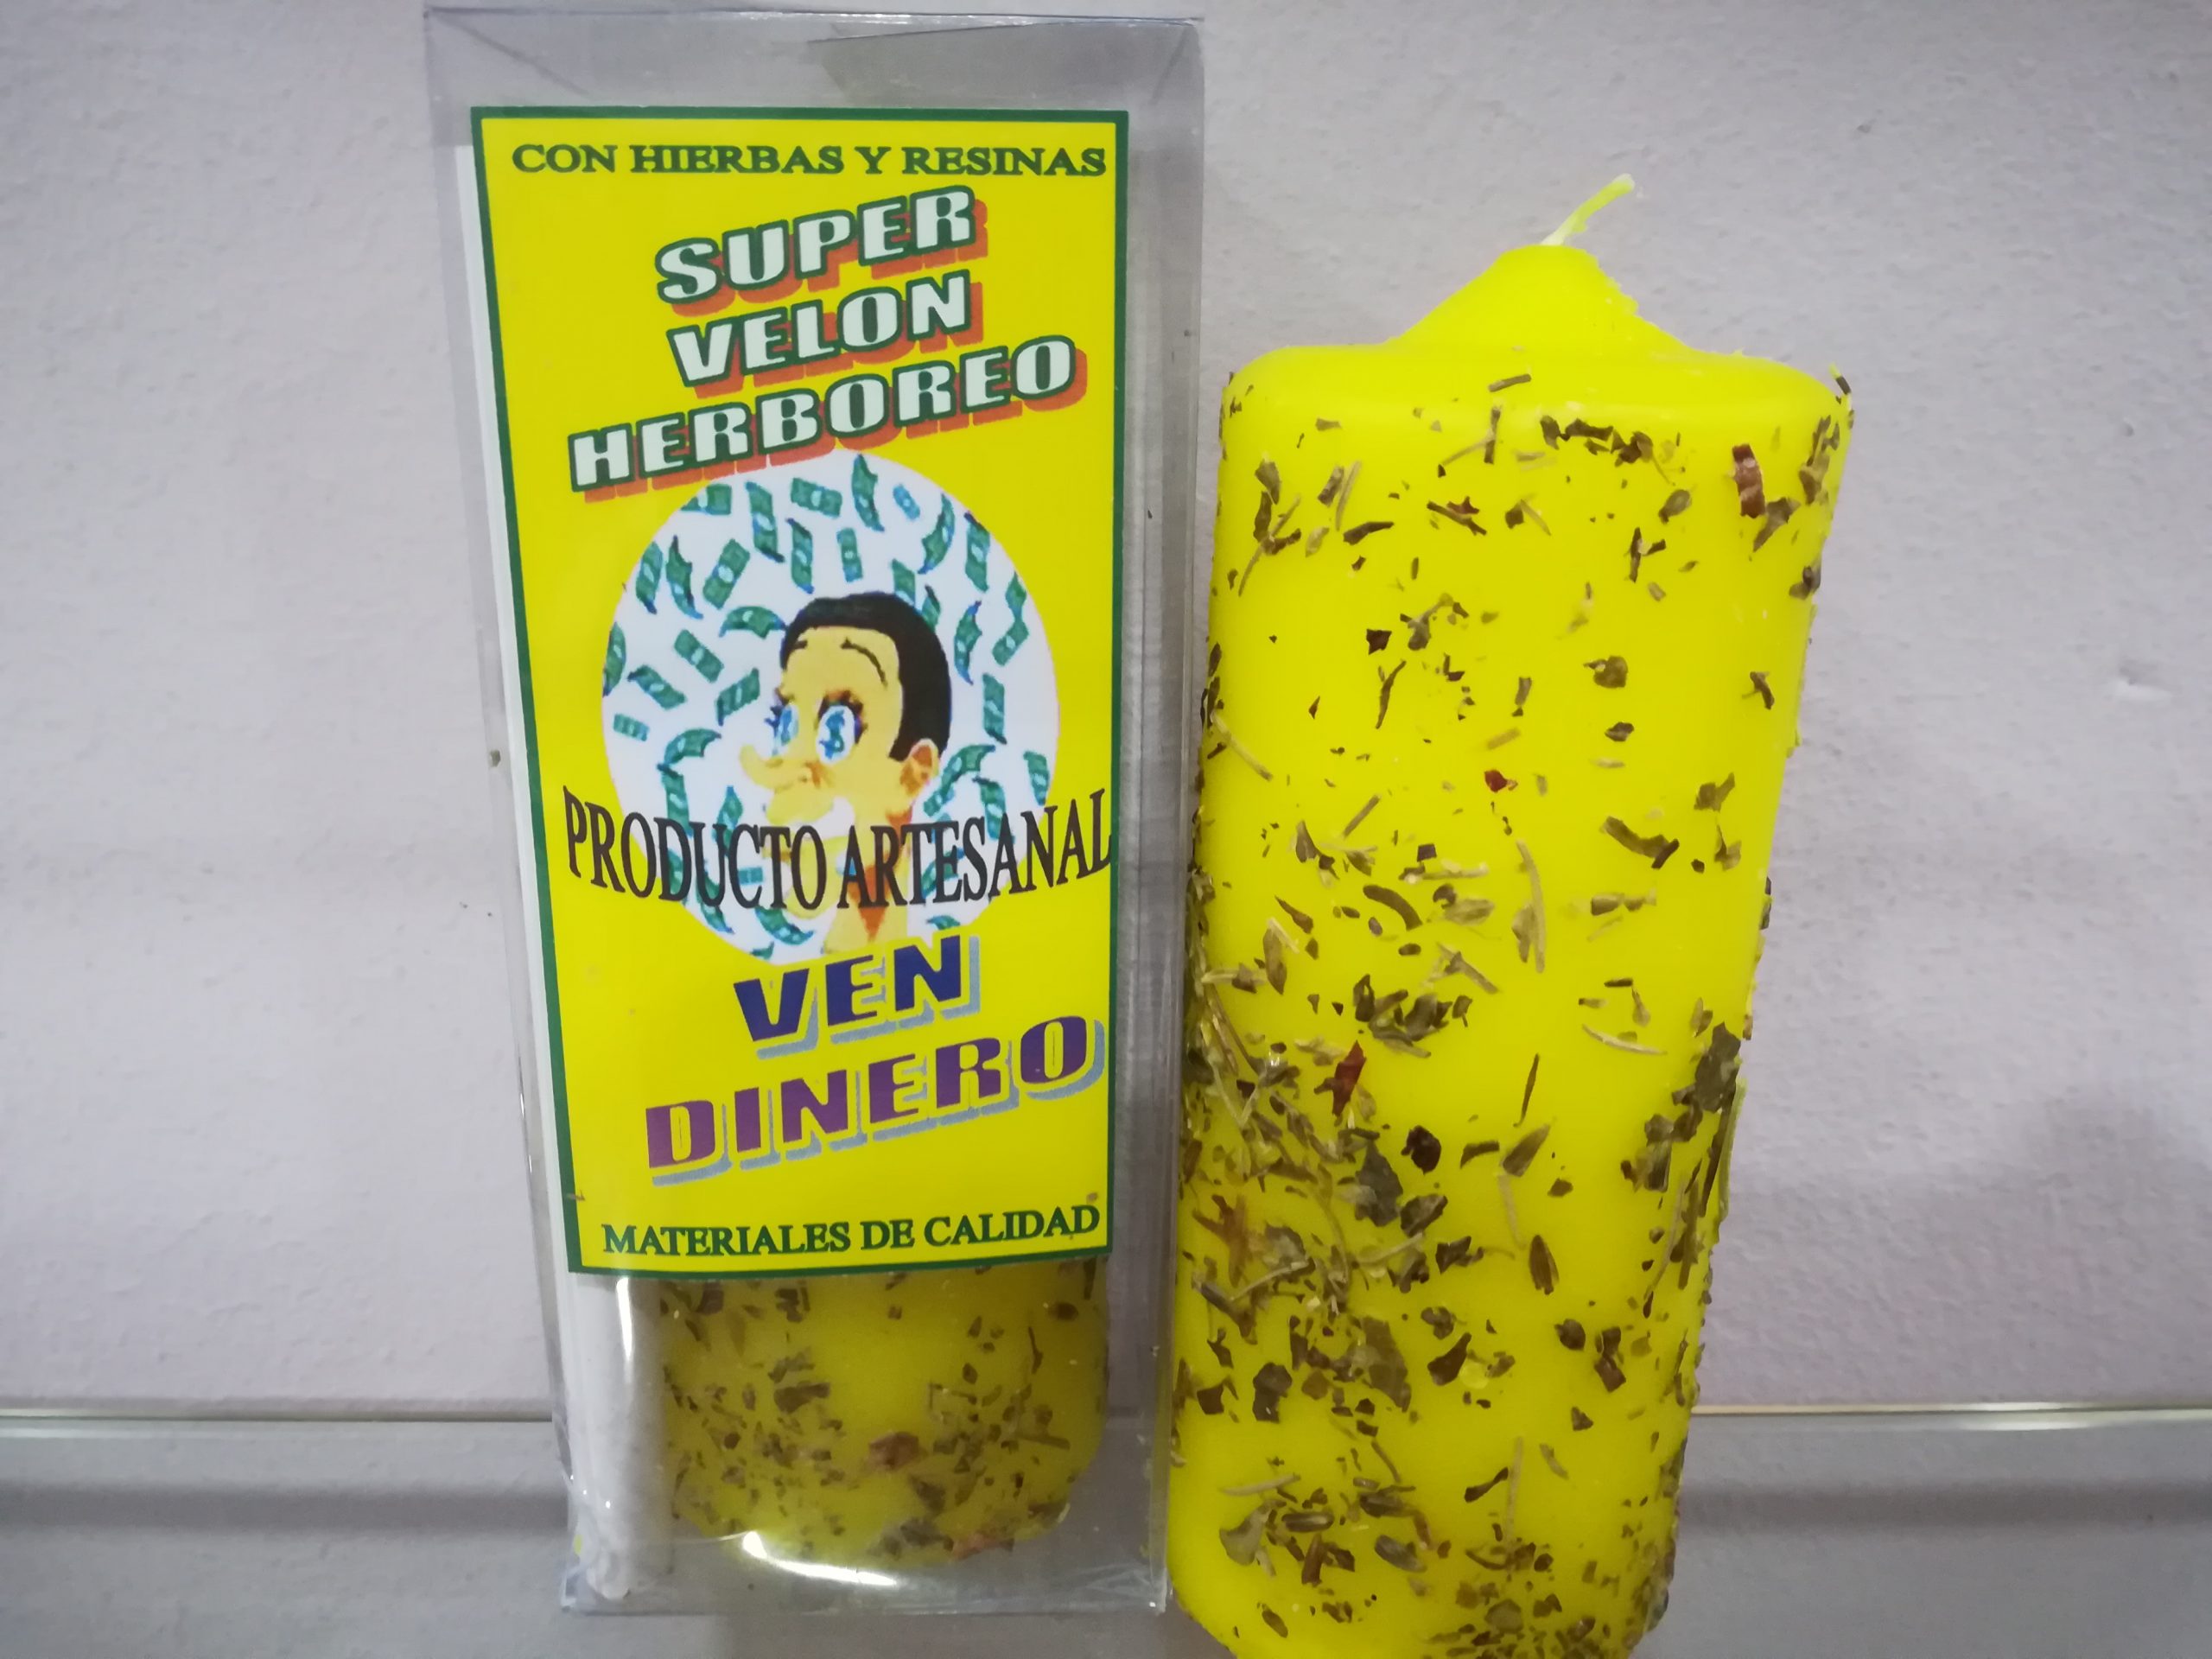 CON HIERBAS Y RESINAS
SUPER
VELON
HERBOREO
PRODUCTO ARTESANAL
VEN
DINERO
MATERIALES DE CALIDAD